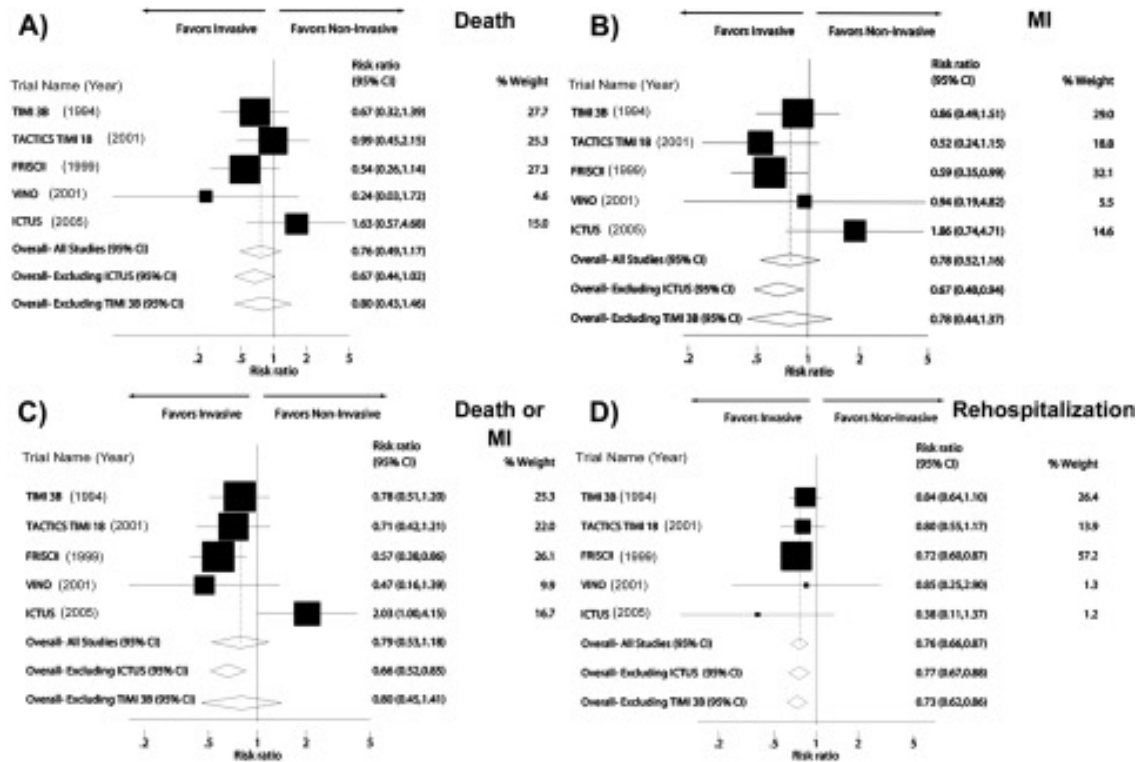 A)
Favors Invasive Favors Non-Invasive
Death
Risk ratio
(95% CI)
% Weight
Trial Name (Year)
TIMI 3B (1994) 0.67 (0.32,1.39) 27.7
TACTICS TIMI 18 (2001) 0.99 (0.45,2.15) 25.3
FRISCII (1999) 0.54 (0.26,1.14) 27.3
VINO (2001) 0.24 (0.03,1.72) 4.6
ICTUS (2005) 1.63 (0.57,4.68) 15.0
Overall- All Studies (95% CI) 0.76 (0.49,1.17)
Overall- Excluding ICTUS (95% CI) 0.67 (0.44,1.02)
Overall- Excluding TIMI 3B (95% CI) 0.80 (0.43,1.46)
.2 .5 1 2 5
Risk ratio
B)
Favors Invasive Favors Non-Invasive
MI
Risk ratio
(95% CI)
% Weight
Trial Name (Year)
TIMI 3B (1994) 0.86 (0.49,1.51) 29.0
TACTICS TIMI 18 (2001) 0.52 (0.24,1.15) 18.8
FRISCII (1999) 0.59 (0.35,0.99) 32.1
VINO (2001) 0.94 (0.19,4.82) 5.5
ICTUS (2005) 1.86 (0.74,4.71) 14.6
Overall- All Studies (95% CI) 0.78 (0.52,1.16)
Overall- Excluding ICTUS (95% CI) 0.67 (0.48,0.94)
Overall- Excluding TIMI 3B (95% CI) 0.78 (0.44,1.37)
.2 .5 1 2 5
Risk ratio
C)
Favors Invasive Favors Non-Invasive
Death or
MI
Risk ratio
(95% CI)
% Weight
Trial Name (Year)
TIMI 3B (1994) 0.78 (0.51,1.20) 25.3
TACTICS TIMI 18 (2001) 0.71 (0.42,1.21) 22.0
FRISCII (1999) 0.57 (0.38,0.86) 26.1
VINO (2001) 0.47 (0.16,1.39) 9.9
ICTUS (2005) 2.03 (1.00,4.15) 16.7
Overall- All Studies (95% CI) 0.79 (0.53,1.18)
Overall- Excluding ICTUS (95% CI) 0.66 (0.52,0.85)
Overall- Excluding TIMI 3B (95% CI) 0.80 (0.45,1.41)
.2 .5 1 2 5
Risk ratio
D)
Favors Invasive Favors Non-Invasive
Rehospitalization
Risk ratio
(95% CI)
% Weight
Trial Name (Year)
TIMI 3B (1994) 0.84 (0.64,1.10) 26.4
TACTICS TIMI 18 (2001) 0.80 (0.55,1.17) 13.9
FRISCII (1999) 0.72 (0.60,0.87) 57.2
VINO (2001) 0.85 (0.25,2.90) 1.3
ICTUS (2005) 0.38 (0.11,1.37) 1.2
Overall- All Studies (95% CI) 0.76 (0.66,0.87)
Overall- Excluding ICTUS (95% CI) 0.77 (0.67,0.88)
Overall- Excluding TIMI 3B (95% CI) 0.73 (0.62,0.86)
.2 .5 1 2 5
Risk ratio